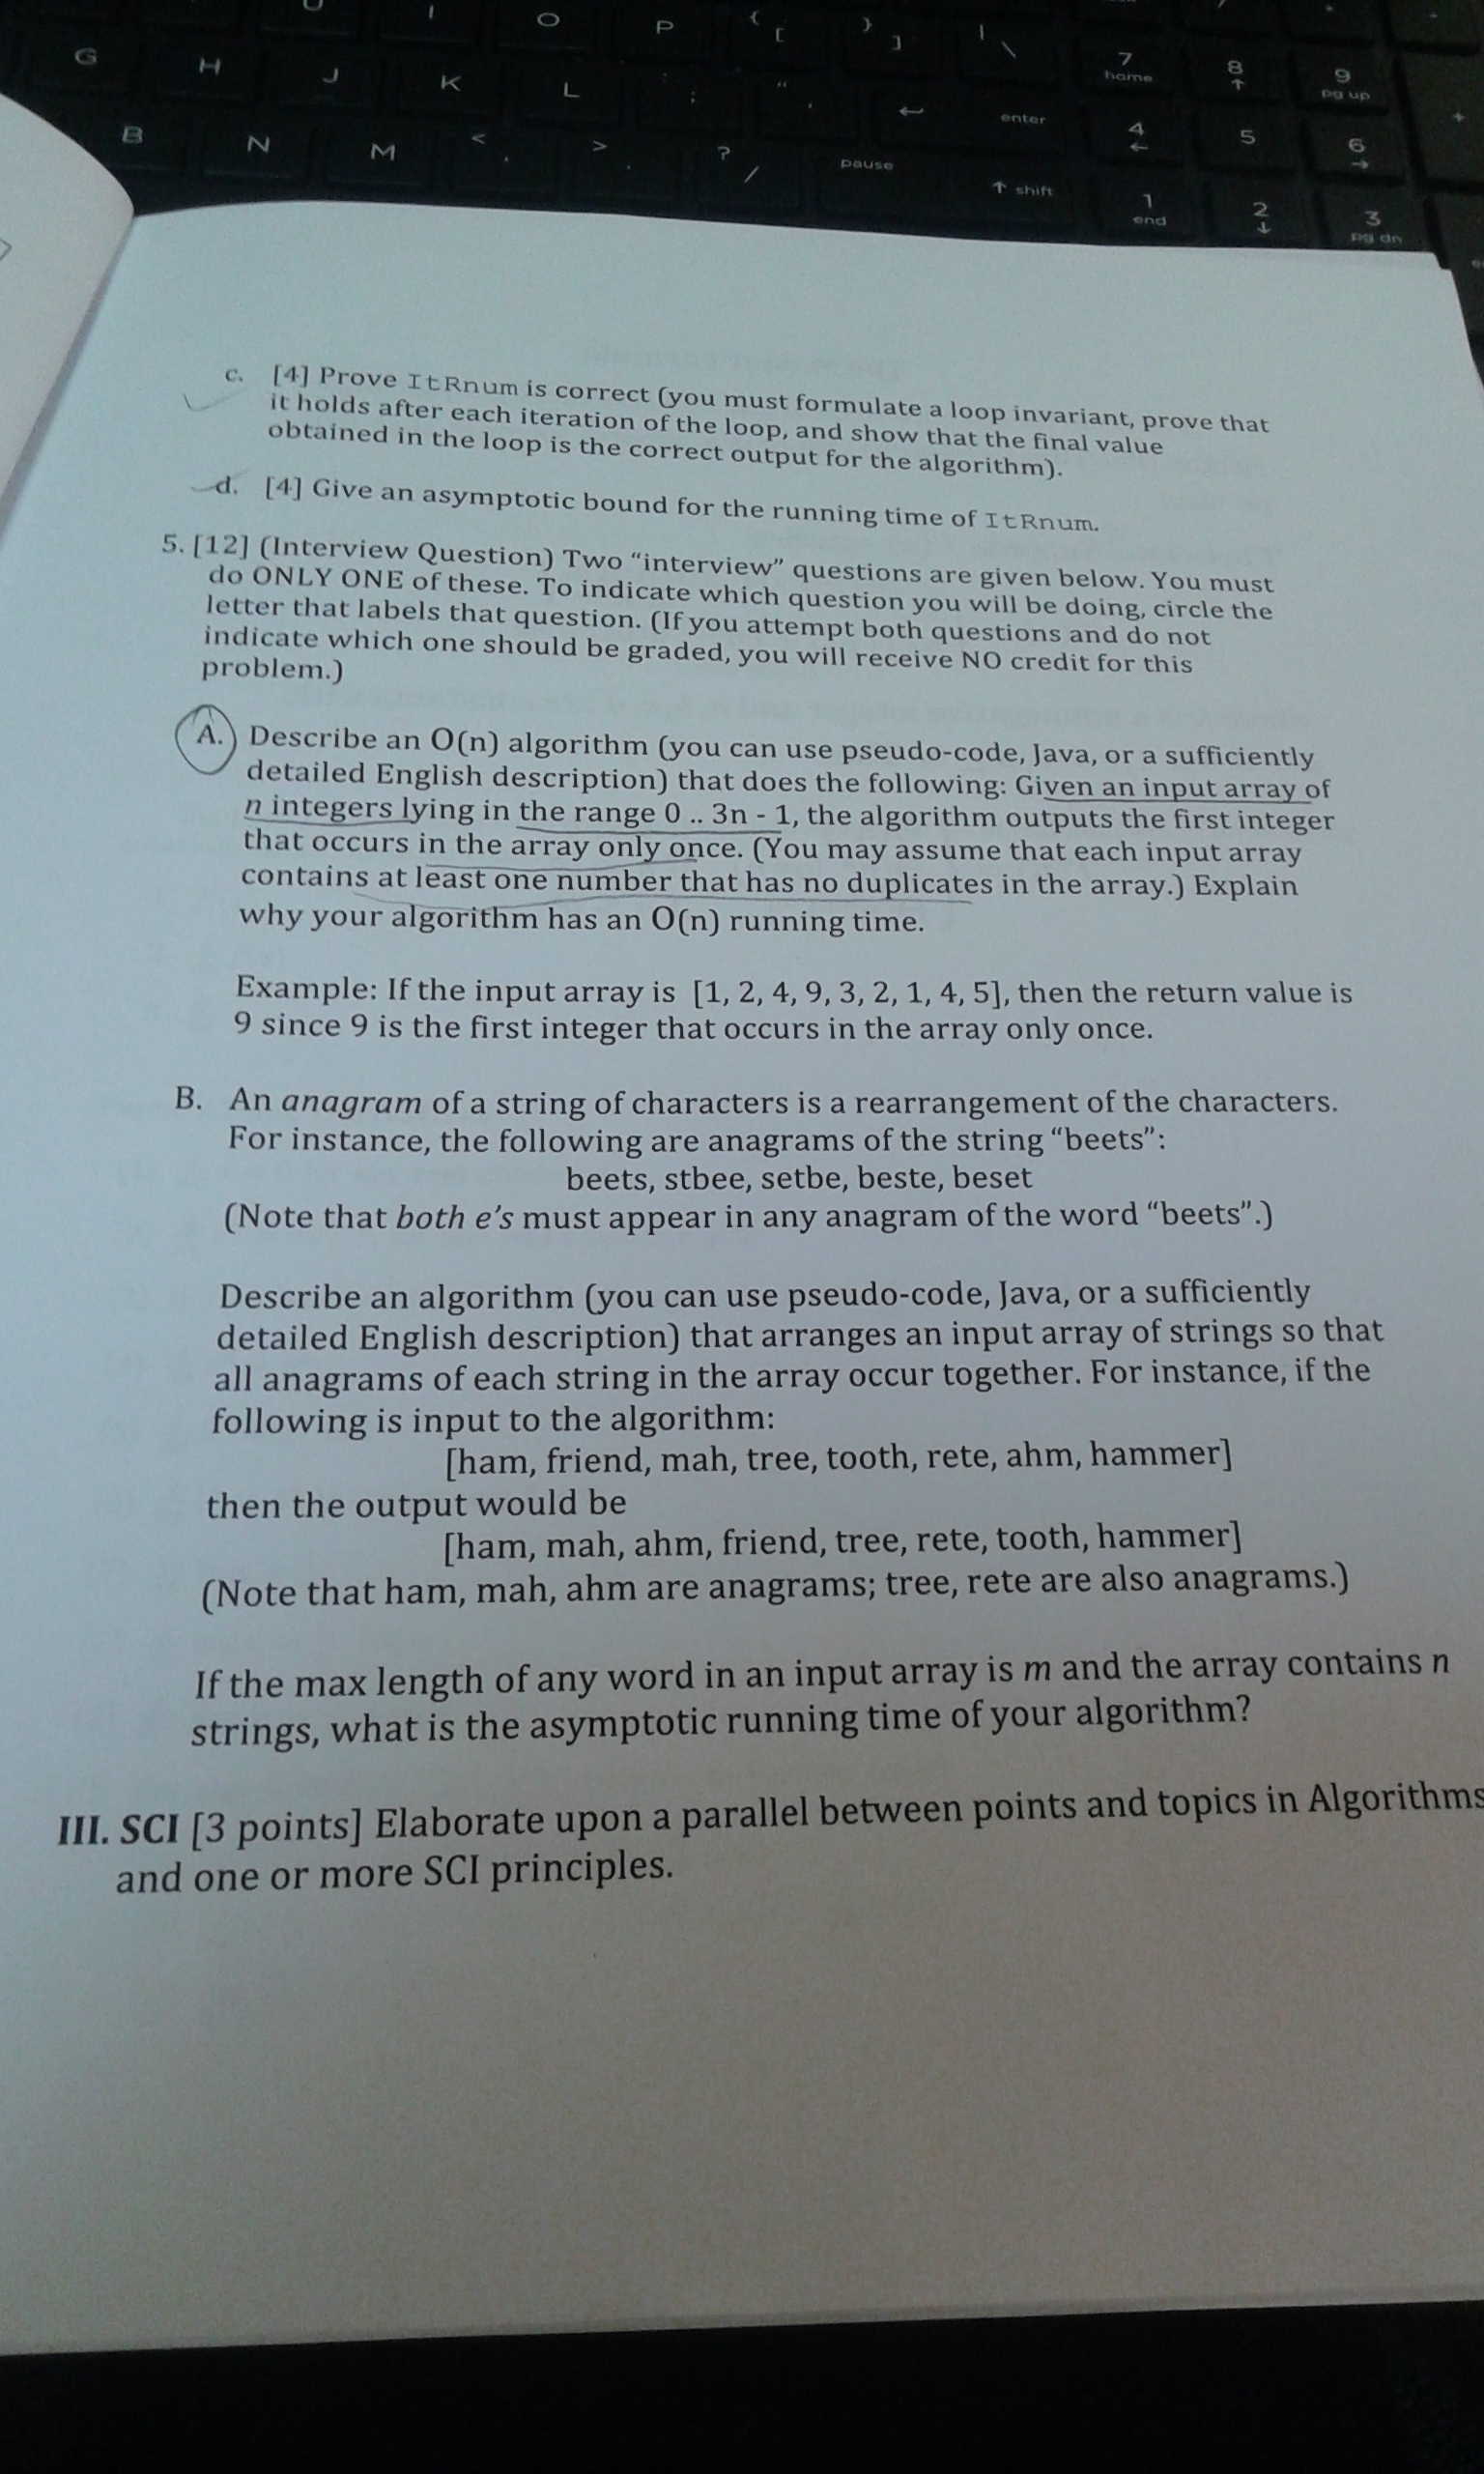 U I O P { [ } ] | \
G H J K L : ; " ' ← enter
7 home 8 ↑ 9 pg up
B N M < , > . ? / pause ↑ shift
4 ← 5 6 → +
1 end 2 ↓ 3 pg dn
c. [4] Prove ItRnum is correct (you must formulate a loop invariant, prove that
it holds after each iteration of the loop, and show that the final value
obtained in the loop is the correct output for the algorithm).
d. [4] Give an asymptotic bound for the running time of ItRnum.
5. [12] (Interview Question) Two “interview” questions are given below. You must
do ONLY ONE of these. To indicate which question you will be doing, circle the
letter that labels that question. (If you attempt both questions and do not
indicate which one should be graded, you will receive NO credit for this
problem.)
A. Describe an O(n) algorithm (you can use pseudo-code, Java, or a sufficiently
detailed English description) that does the following: Given an input array of
n integers lying in the range 0 .. 3n - 1, the algorithm outputs the first integer
that occurs in the array only once. (You may assume that each input array
contains at least one number that has no duplicates in the array.) Explain
why your algorithm has an O(n) running time.
Example: If the input array is [1, 2, 4, 9, 3, 2, 1, 4, 5], then the return value is
9 since 9 is the first integer that occurs in the array only once.
B. An anagram of a string of characters is a rearrangement of the characters.
For instance, the following are anagrams of the string “beets”:
beets, stbee, setbe, beste, beset
(Note that both e’s must appear in any anagram of the word “beets”.)
Describe an algorithm (you can use pseudo-code, Java, or a sufficiently
detailed English description) that arranges an input array of strings so that
all anagrams of each string in the array occur together. For instance, if the
following is input to the algorithm:
[ham, friend, mah, tree, tooth, rete, ahm, hammer]
then the output would be
[ham, mah, ahm, friend, tree, rete, tooth, hammer]
(Note that ham, mah, ahm are anagrams; tree, rete are also anagrams.)
If the max length of any word in an input array is m and the array contains n
strings, what is the asymptotic running time of your algorithm?
III. SCI [3 points] Elaborate upon a parallel between points and topics in Algorithms
and one or more SCI principles.